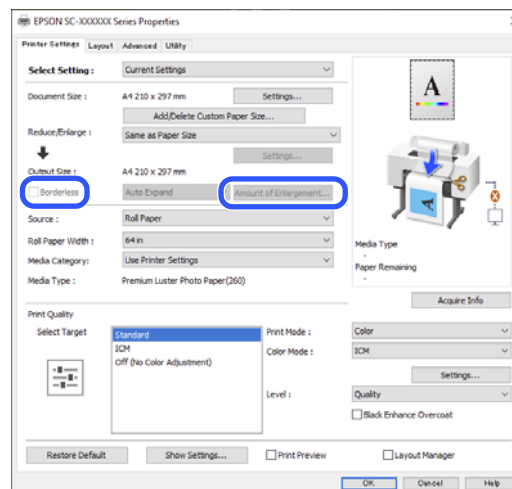 EPSON SC-XXXXXX Series Properties
Printer Settings Layout Advanced Utility
Select Setting : Current Settings
Document Size : A4 210 x 297 mm Settings...
Add/Delete Custom Paper Size...
Reduce/Enlarge : Same as Paper Size
Settings...
Output Size : A4 210 x 297 mm
Borderless Auto Expand Amount of Enlargement...
Source : Roll Paper
Roll Paper Width : 64 in
Media Category: Use Printer Settings
Media Type : Premium Luster Photo Paper(260)
A
A
Media Type
-
Paper Remaining
-
Acquire Info
Print Quality
Select Target Standard
ICM
Off (No Color Adjustment)
Print Mode : Color
Color Mode : ICM
Settings...
Level : Quality
Black Enhance Overcoat
Restore Default Show Settings... Print Preview Layout Manager
OK Cancel Help